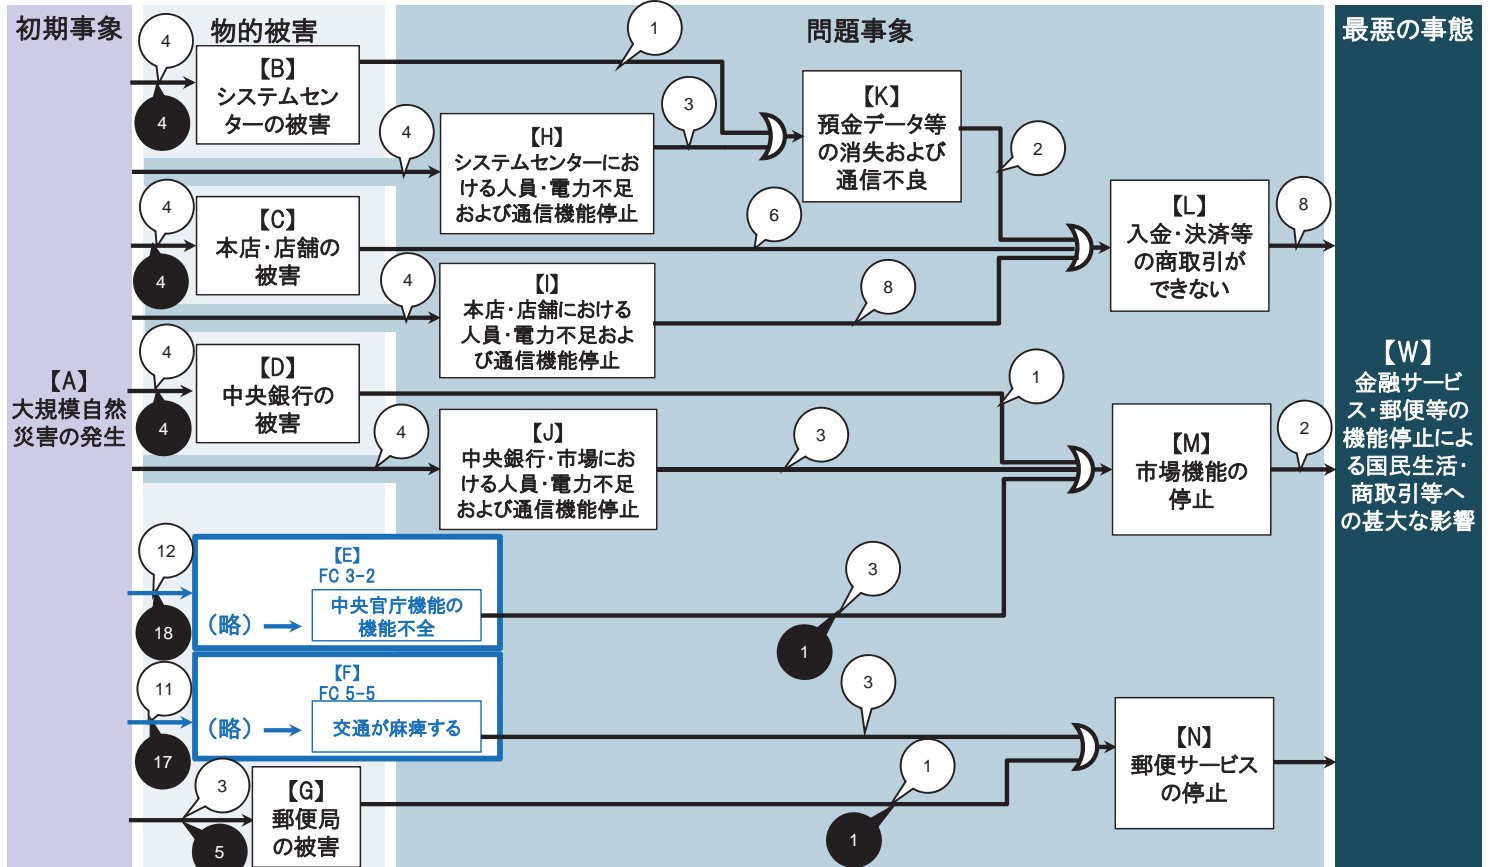 初期事象
物的被害
問題事象
最悪の事態
【A】
大規模自然
災害の発生
4
4
【B】
システムセン
ターの被害
1
4
【H】
システムセンターにお
ける人員・電力不足
および通信機能停止
3
【K】
預金データ等
の消失および
通信不良
2
4
4
【C】
本店・店舗の
被害
6
4
【I】
本店・店舗における
人員・電力不足およ
び通信機能停止
8
【L】
入金・決済等
の商取引が
できない
8
4
4
【D】
中央銀行の
被害
1
4
【J】
中央銀行・市場にお
ける人員・電力不足
および通信機能停止
3
【M】
市場機能の
停止
2
12
18
【E】
FC 3-2
（略）
中央官庁機能の
機能不全
3
1
11
17
【F】
FC 5-5
（略）
交通が麻痺する
3
3
5
【G】
郵便局
の被害
1
1
【N】
郵便サービス
の停止
【W】
金融サービ
ス・郵便等の
機能停止によ
る国民生活・
商取引等へ
の甚大な影響